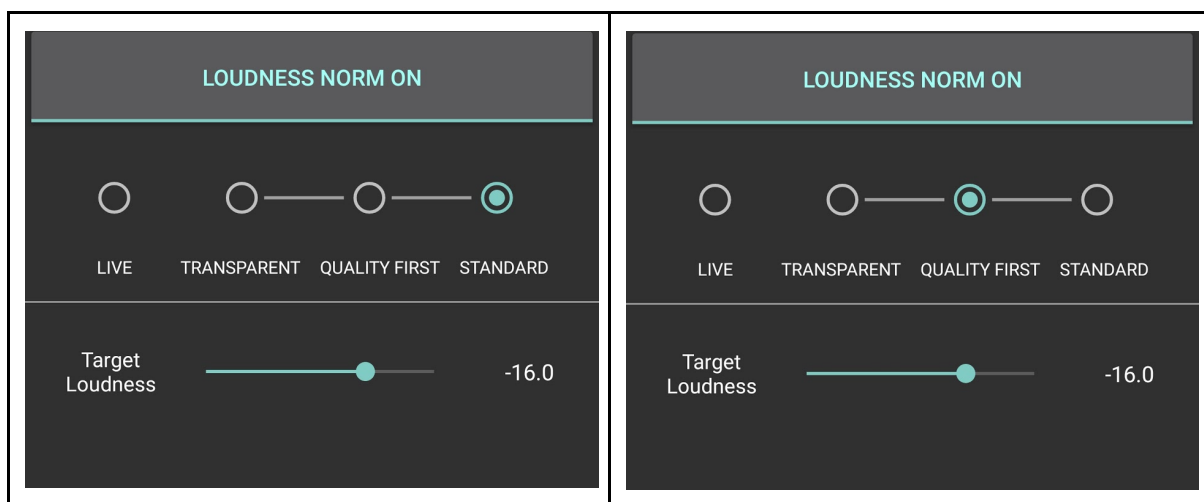 LOUDNESS NORM ON
LIVE TRANSPARENT QUALITY FIRST STANDARD
Target
Loudness
-16.0
LOUDNESS NORM ON
LIVE TRANSPARENT QUALITY FIRST STANDARD
Target
Loudness
-16.0